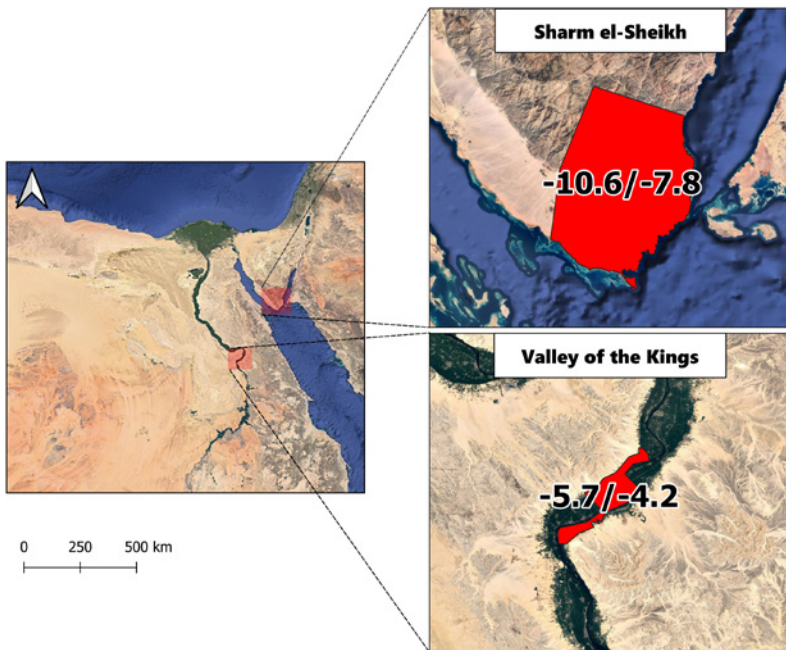 Sharm el-Sheikh
-10.6/-7.8
Valley of the Kings
-5.7/-4.2
0 250 500 km